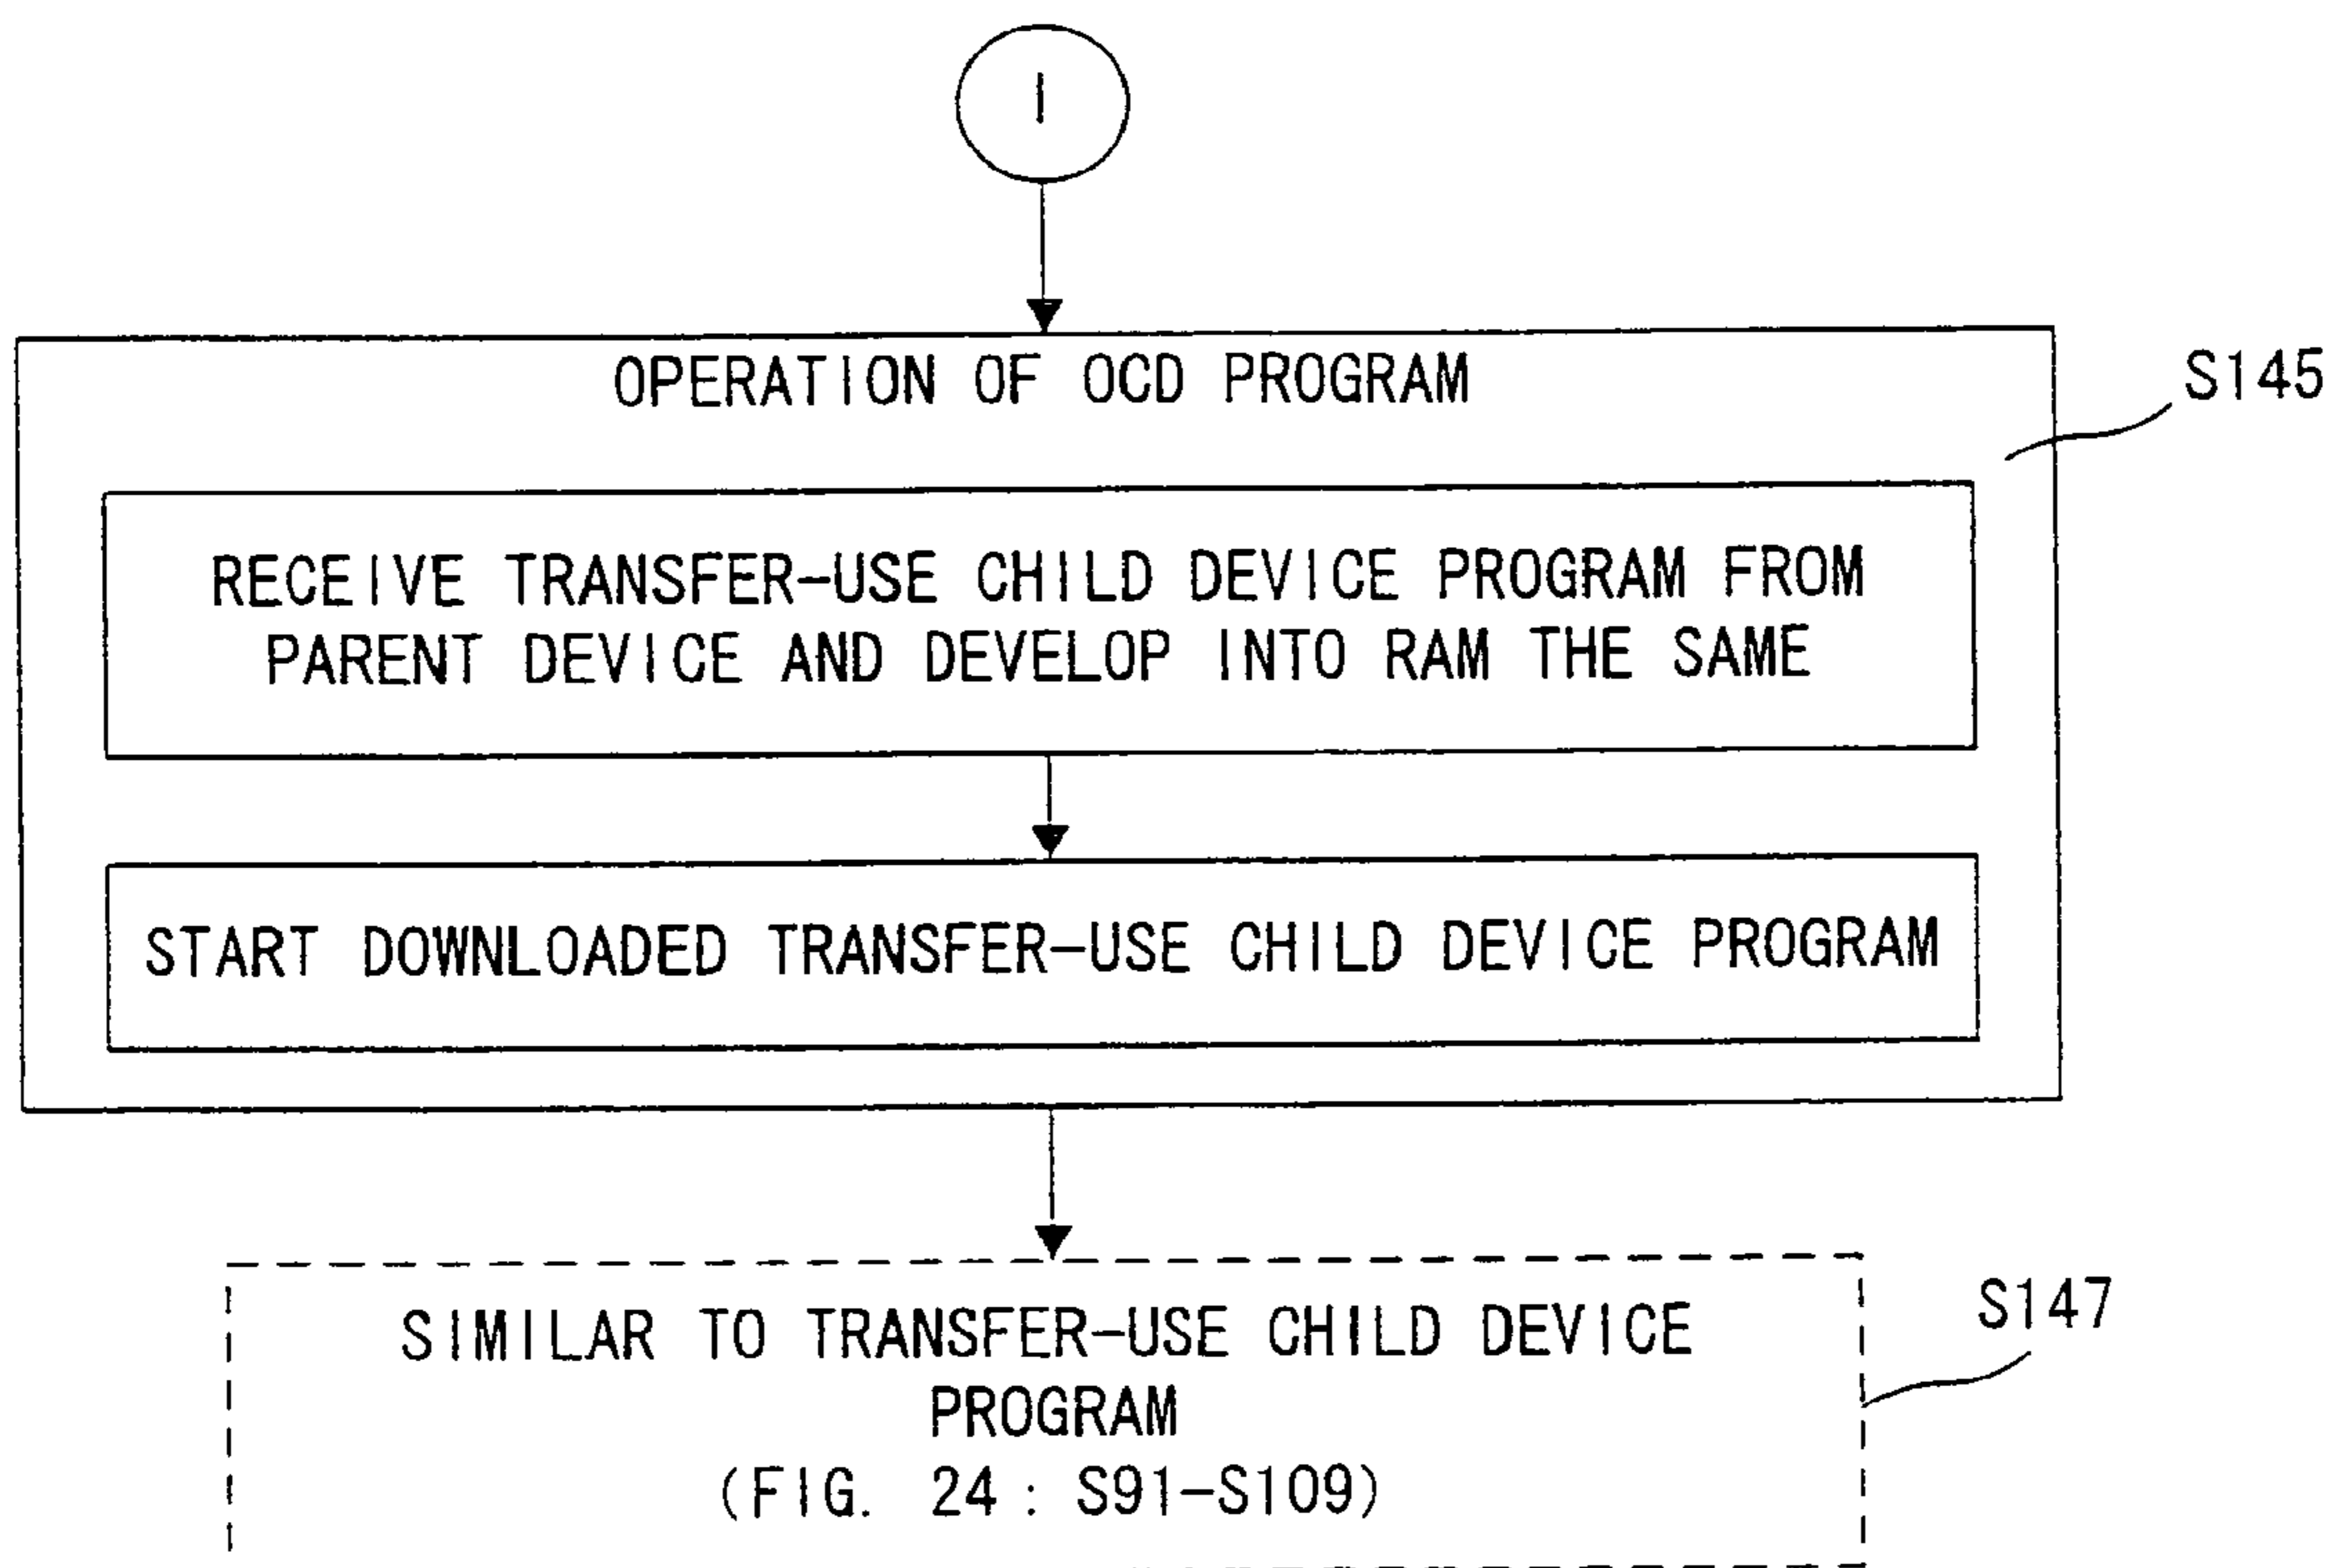 I
OPERATION OF OCD PROGRAM
S145
RECEIVE TRANSFER-USE CHILD DEVICE PROGRAM FROM
PARENT DEVICE AND DEVELOP INTO RAM THE SAME
START DOWNLOADED TRANSFER-USE CHILD DEVICE PROGRAM
SIMILAR TO TRANSFER-USE CHILD DEVICE
S147
PROGRAM
(FIG. 24 : S91-S109)